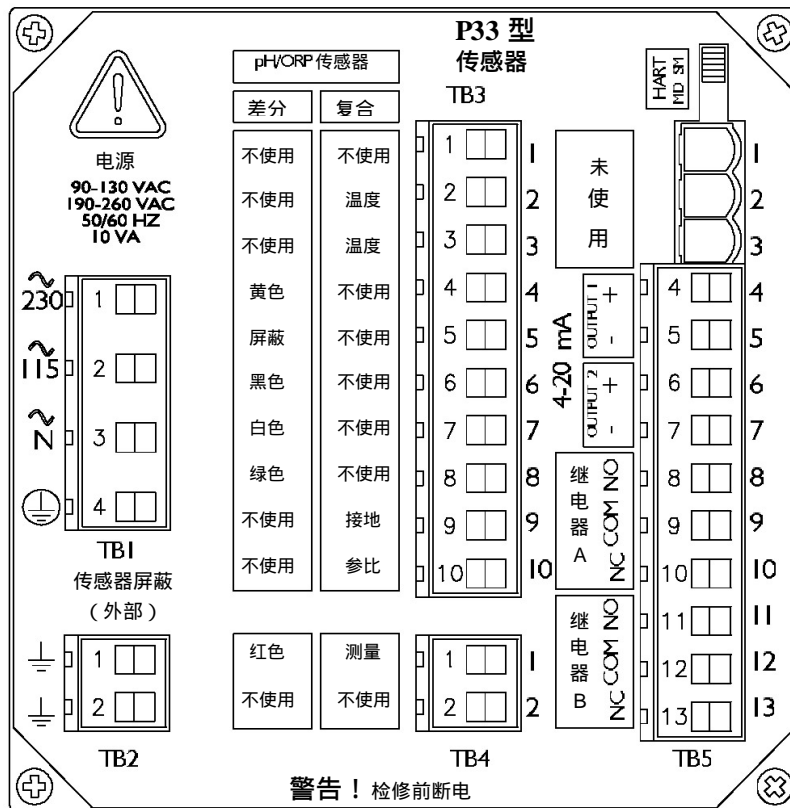 P33 型
传感器
TB3
pH/ORP 传感器
差分 复合
不使用 不使用
不使用 温度
不使用 温度
黄色 不使用
屏蔽 不使用
黑色 不使用
白色 不使用
绿色 不使用
不使用 接地
不使用 参比
红色 测量
不使用 不使用
电源
90-130 VAC
190-260 VAC
50/60 HZ
10 VA
230 1
115 2
N 3
4
TB1
传感器屏蔽
（外部）
1
2
TB2
1 1
2 2
3 3
4 4
5 5
6 6
7 7
8 8
9 9
10 10
1 1
2 2
TB4
未使用
4-20 mA
OUTPUT 1 + -
OUTPUT 2 + -
继电器 A
NC COM NO
继电器 B
NC COM NO
HART
MD SM
1
2
3
4 4
5 5
6 6
7 7
8 8
9 9
10 10
11 11
12 12
13 13
TB5
警告！检修前断电